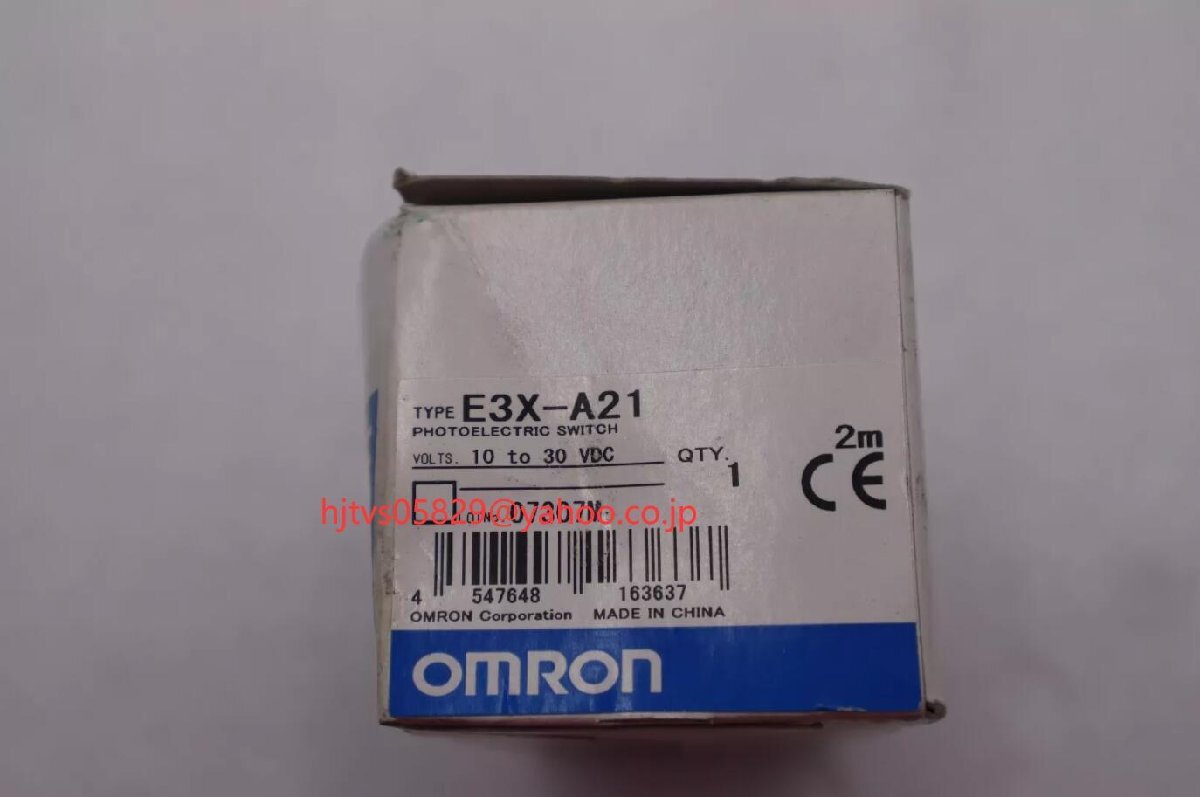 TYPE E3X-A21
PHOTOELECTRIC SWITCH
VOLTS. 10 to 30 VDC
QTY. 1
2m
CE
hjtvs05829@yahoo.co.jp
4 547648 163637
OMRON Corporation MADE IN CHINA
OMRON